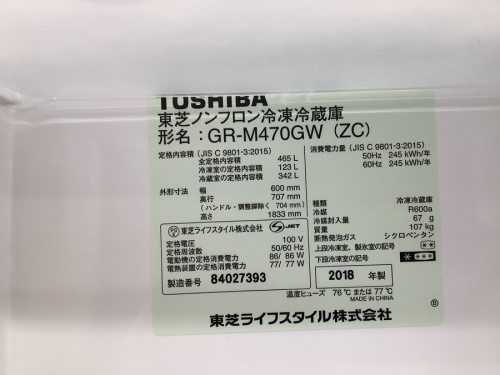 TOSHIBA
東芝ノンフロン冷凍冷蔵庫
形名：GR-M470GW（ZC）
定格内容積（JIS C 9801-3:2015）
全定格内容積 465 L
冷凍室の定格内容積 123 L
冷蔵室の定格内容積 342 L
外形寸法 幅 600 mm
奥行 707 mm
（ハンドル・調整脚除く 704 mm）
高さ 1833 mm
東芝ライフスタイル株式会社 S JET
定格電圧 100 V
定格周波数 50/60 Hz
電動機の定格消費電力 86/ 86 W
電熱装置の定格消費電力 77/ 77 W
製造番号 84027393
消費電力量（JIS C 9801-3:2015）
50Hz 245 kWh/年
60Hz 245 kWh/年
種類 冷凍冷蔵庫
冷媒 R600a
冷媒封入量 67 g
質量 107 kg
断熱発泡ガス シクロペンタン
上段冷凍室、製氷室の記号 **
下段冷凍室の記号 * ***
2018 年製
温度ヒューズ 76 ℃ または 77 ℃
MADE IN CHINA
®
東芝ライフスタイル株式会社